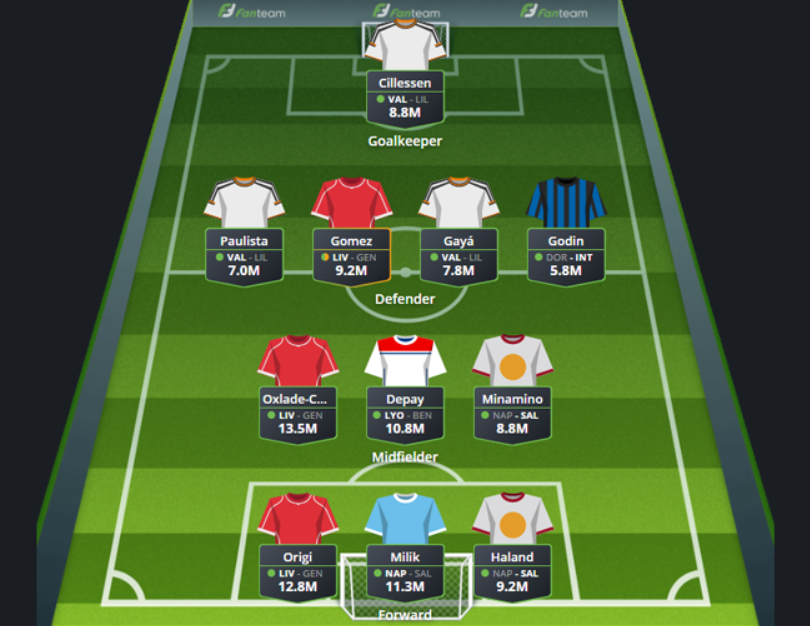 Fanteam Fanteam Fanteam
Cillessen
VAL - LIL
8.8M
Goalkeeper
Paulista
VAL - LIL
7.0M
Gomez
LIV - GEN
9.2M
Gayá
VAL - LIL
7.8M
Godin
DOR - INT
5.8M
Defender
Oxlade-C...
LIV - GEN
13.5M
Depay
LYO - BEN
10.8M
Minamino
NAP - SAL
8.8M
Midfielder
Origi
LIV - GEN
12.8M
Milik
NAP - SAL
11.3M
Haland
NAP - SAL
9.2M
Forward